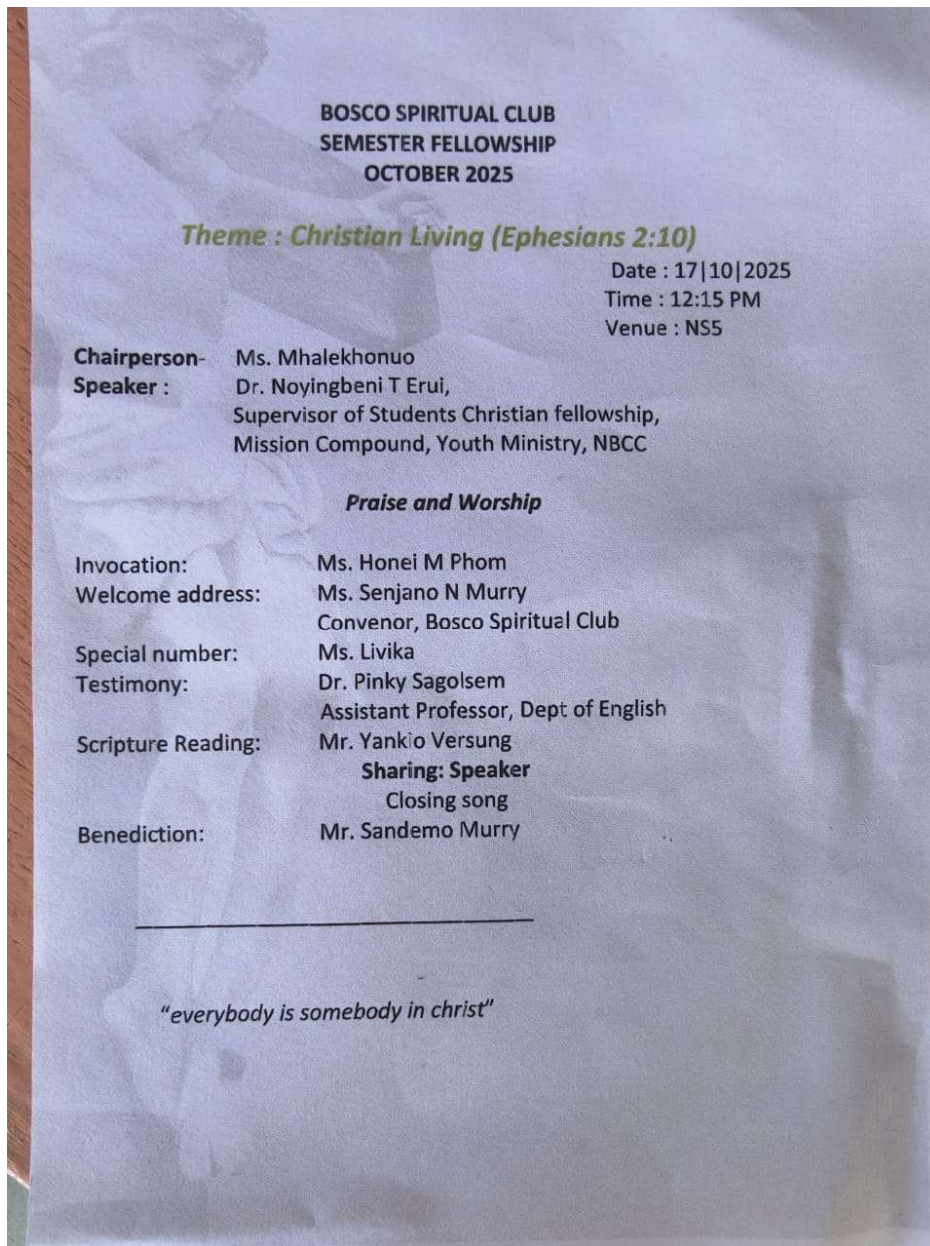 BOSCO SPIRITUAL CLUB
SEMESTER FELLOWSHIP
OCTOBER 2025
Theme : Christian Living (Ephesians 2:10)
Date : 17|10|2025
Time : 12:15 PM
Venue : NS5
Chairperson- Ms. Mhalekhonuo
Speaker : Dr. Noyingbeni T Erui,
Supervisor of Students Christian fellowship,
Mission Compound, Youth Ministry, NBCC
Praise and Worship
Invocation: Ms. Honei M Phom
Welcome address: Ms. Senjano N Murry
Convenor, Bosco Spiritual Club
Special number: Ms. Livika
Testimony: Dr. Pinky Sagolsem
Assistant Professor, Dept of English
Scripture Reading: Mr. Yankio Versung
Sharing: Speaker
Closing song
Benediction: Mr. Sandemo Murry
“everybody is somebody in christ”